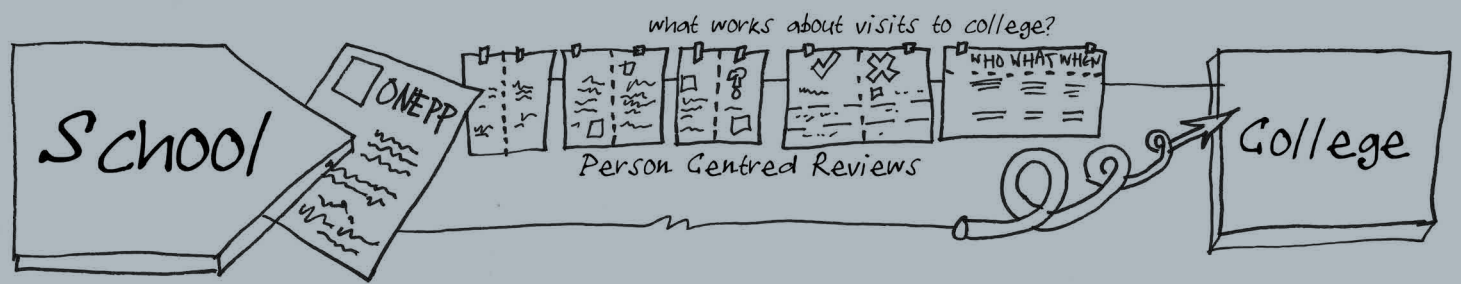 what works about visits to college?
School
ONEPP
WHO WHAT WHEN
College
Person Centred Reviews